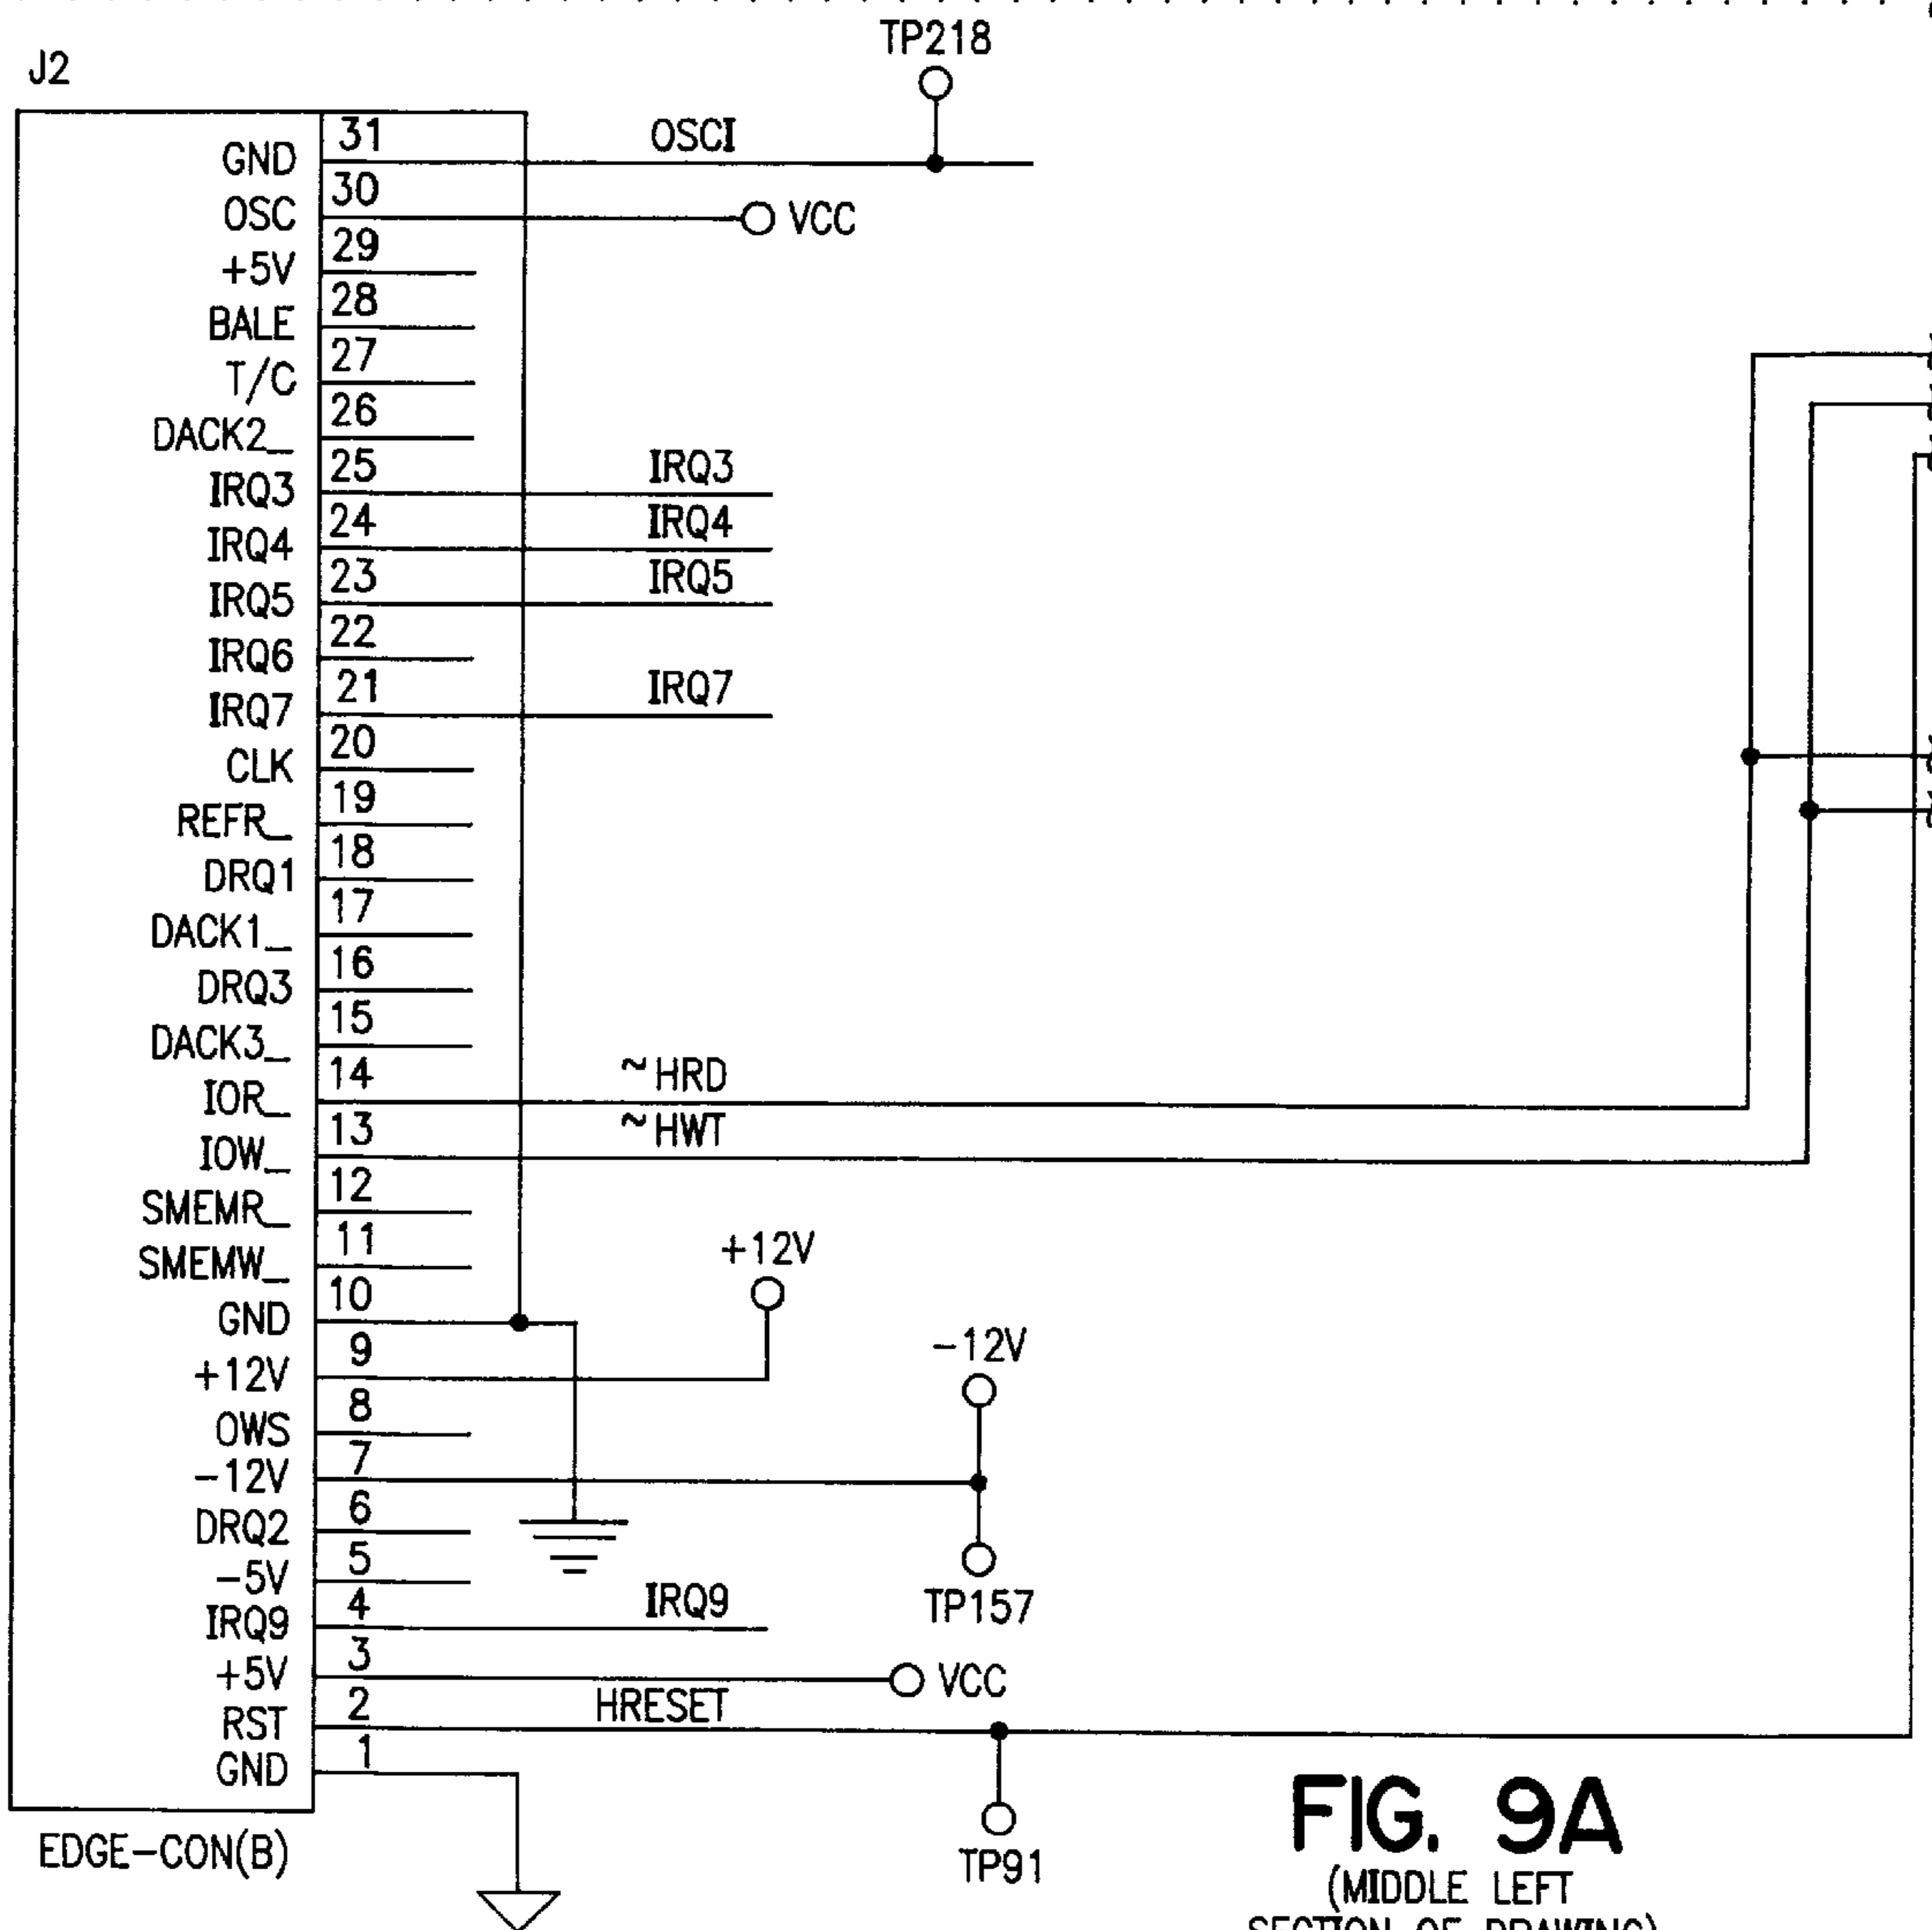 TP218
J2
31
GND
OSCI
30
OSC
VCC
29
+5V
28
BALE
27
T/C
26
DACK2_
25
IRQ3
IRQ3
24
IRQ4
IRQ4
23
IRQ5
IRQ5
22
IRQ6
21
IRQ7
IRQ7
20
CLK
19
REFR_
18
DRQ1
17
DACK1_
16
DRQ3
15
DACK3_
14
IOR_
~HRD
13
IOW_
~HWT
12
SMEMR_
11
SMEMW_
+12V
10
GND
9
+12V
-12V
8
OWS
7
-12V
6
DRQ2
5
-5V
TP157
4
IRQ9
IRQ9
3
+5V
VCC
2
RST
HRESET
1
GND
TP91
EDGE-CON(B)
FIG. 9A
(MIDDLE LEFT
SECTION OF DRAWING)